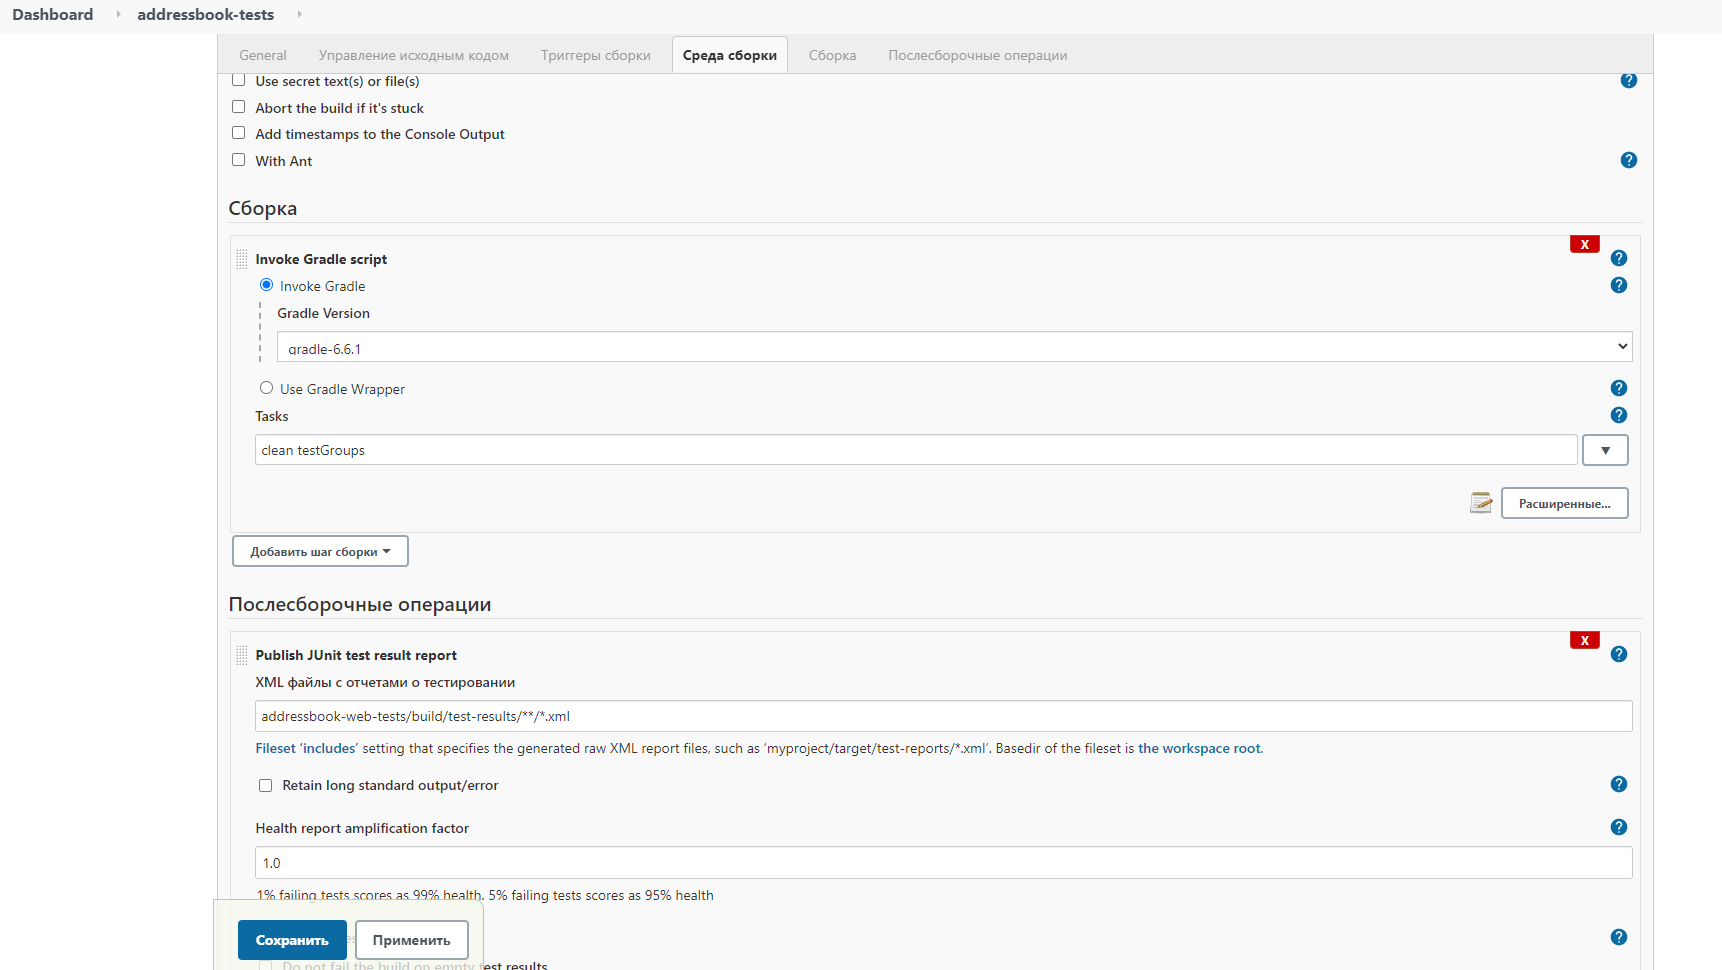 Dashboard addressbook-tests
General Управление исходным кодом Триггеры сборки Среда сборки Сборка Послесборочные операции
Use secret text(s) or file(s)
Abort the build if it's stuck
Add timestamps to the Console Output
With Ant
Сборка
X
Invoke Gradle script
Invoke Gradle
Gradle Version
gradle-6.6.1
Use Gradle Wrapper
Tasks
clean testGroups
Расширенные...
Добавить шаг сборки
Послесборочные операции
X
Publish JUnit test result report
XML файлы с отчетами о тестировании
addressbook-web-tests/build/test-results/**/*.xml
Fileset ‘includes’ setting that specifies the generated raw XML report files, such as ‘myproject/target/test-reports/*.xml’. Basedir of the fileset is the workspace root.
Retain long standard output/error
Health report amplification factor
1.0
1% failing tests scores as 99% health. 5% failing tests scores as 95% health
Сохранить Применить
Do not fail the build on empty test results